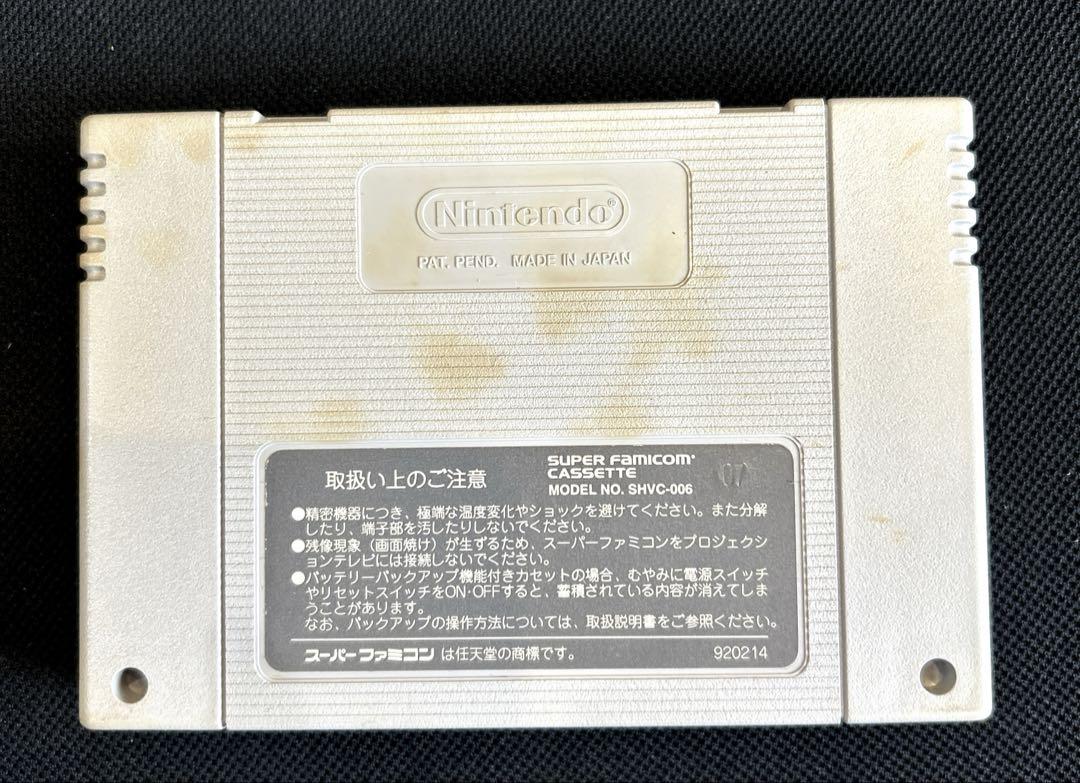 Nintendo®
PAT. PEND. MADE IN JAPAN
取扱い上のご注意
SUPER FAMICOM®
CASSETTE
MODEL NO. SHVC-006
07
●精密機器につき、極端な温度変化やショックを避けてください。また分解
したり、端子部を汚したりしないでください。
●残像現象（画面焼け）が生ずるため、スーパーファミコンをプロジェクシ
ョンテレビには接続しないでください。
●バッテリーバックアップ機能付きカセットの場合、むやみに電源スイッチ
やリセットスイッチをON・OFFすると、蓄積されている内容が消えてしま
うことがあります。
なお、バックアップの操作方法については、取扱説明書をご参照ください。
スーパーファミコン は任天堂の商標です。
920214